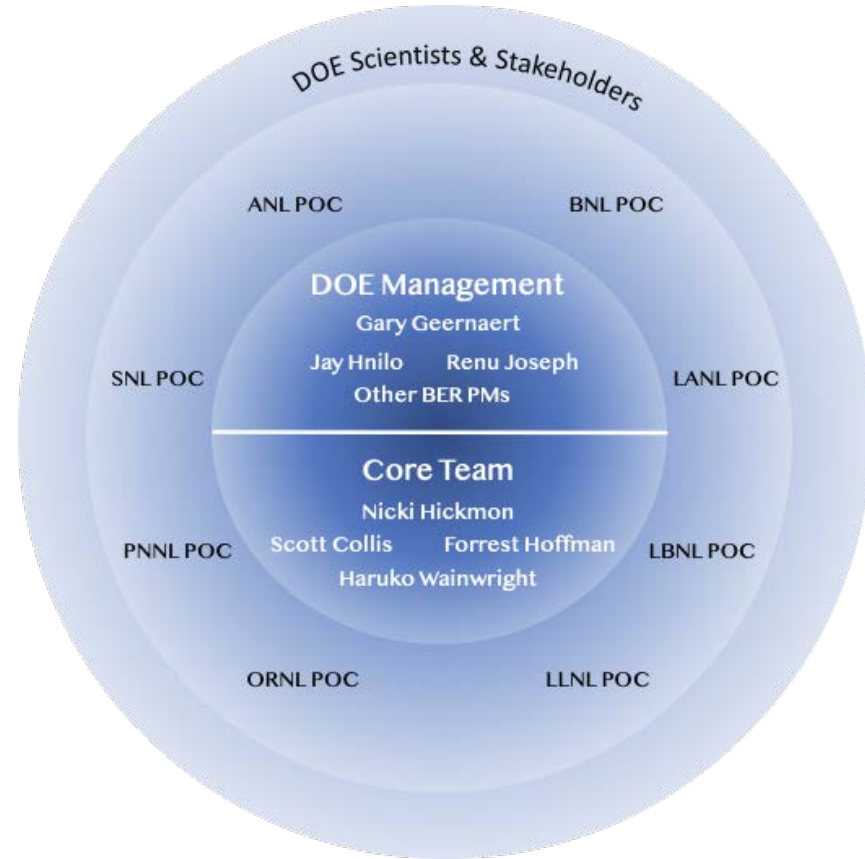 DOE Scientists & Stakeholders
ANL POC
BNL POC
DOE Management
Gary Geernaert
Jay Hnilo Renu Joseph
Other BER PMs
SNL POC
LANL POC
Core Team
Nicki Hickmon
Scott Collis Forrest Hoffman
Haruko Wainwright
PNNL POC
LBNL POC
ORNL POC
LLNL POC